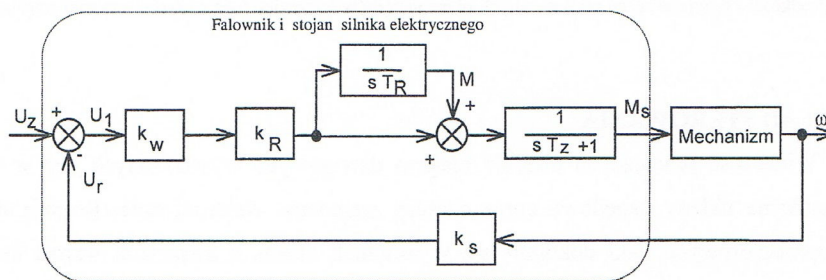 Falownik i stojan silnika elektrycznego
1
s T_R
M
+
U_z
+
U_1
k_w
k_R
+
1
s T_z +1
M_s
Mechanizm
ω
-
U_r
k_s